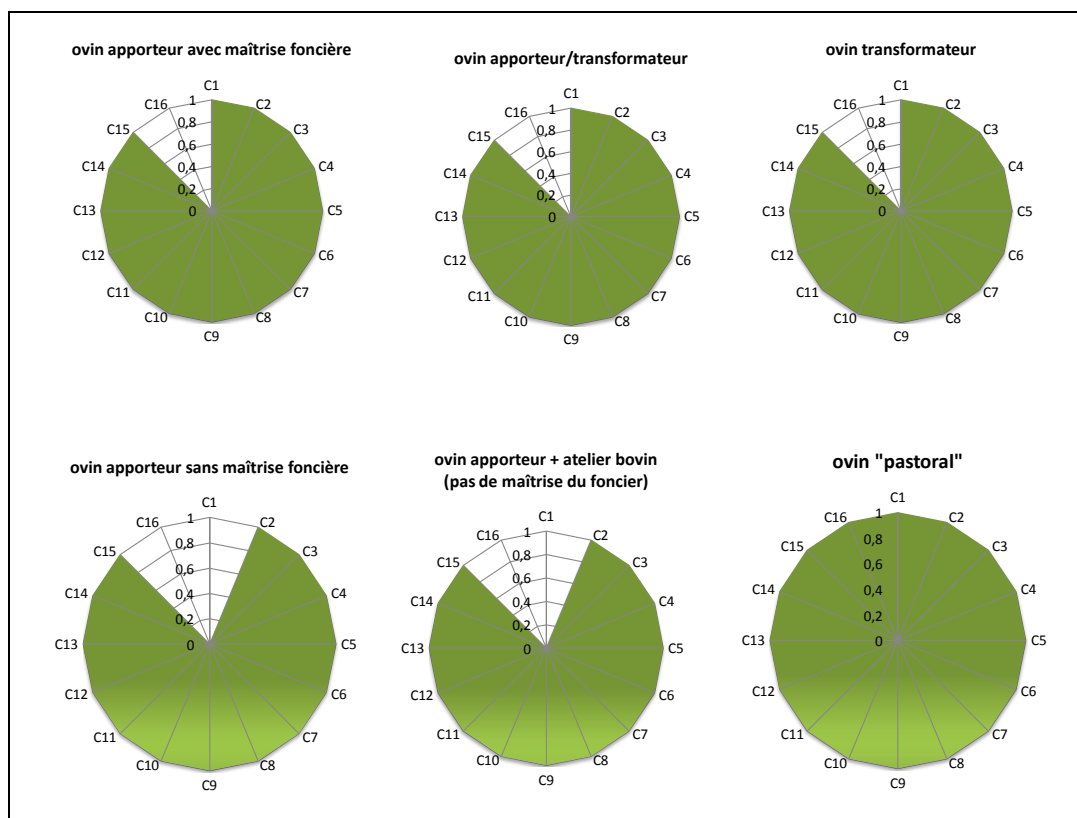 ovin apporteur avec maîtrise foncière
C1
C2
C3
C4
C5
C6
C7
C8
C9
C10
C11
C12
C13
C14
C15
C16
1
0,8
0,6
0,4
0,2
0
ovin apporteur/transformateur
C1
C2
C3
C4
C5
C6
C7
C8
C9
C10
C11
C12
C13
C14
C15
C16
1
0,8
0,6
0,4
0,2
0
ovin transformateur
C1
C2
C3
C4
C5
C6
C7
C8
C9
C10
C11
C12
C13
C14
C15
C16
1
0,8
0,6
0,4
0,2
0
ovin apporteur sans maîtrise foncière
C1
C2
C3
C4
C5
C6
C7
C8
C9
C10
C11
C12
C13
C14
C15
C16
1
0,8
0,6
0,4
0,2
0
ovin apporteur + atelier bovin
(pas de maîtrise du foncier)
C1
C2
C3
C4
C5
C6
C7
C8
C9
C10
C11
C12
C13
C14
C15
C16
1
0,8
0,6
0,4
0,2
0
ovin "pastoral"
C1
C2
C3
C4
C5
C6
C7
C8
C9
C10
C11
C12
C13
C14
C15
C16
1
0,8
0,6
0,4
0,2
0